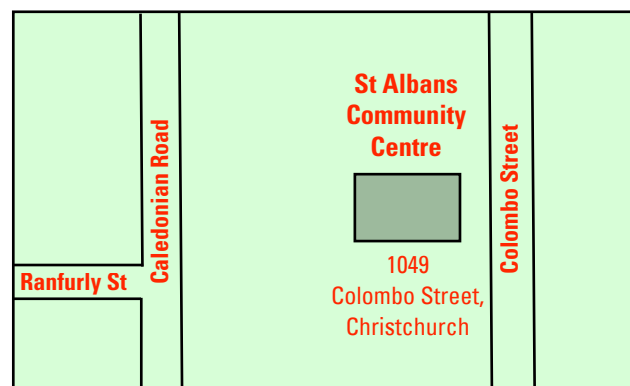 St Albans
Community
Centre
1049
Colombo Street,
Christchurch
Caledonian Road
Colombo Street
Ranfurly St